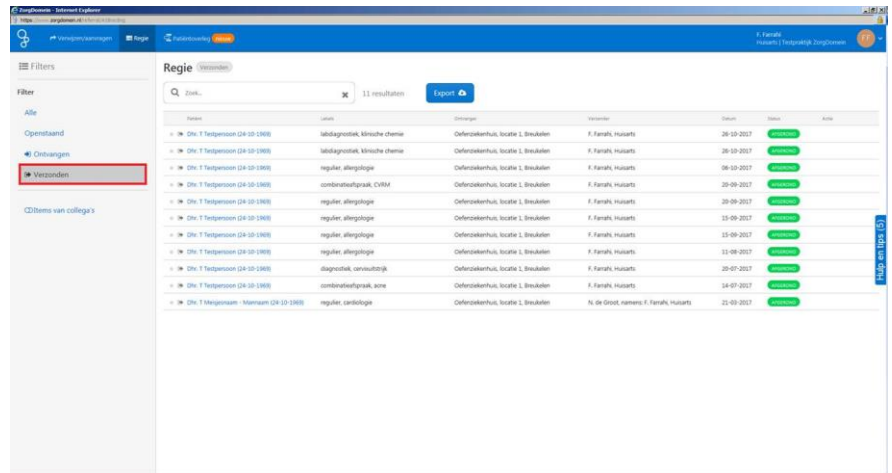 ZorgDomein - Internet Explorer
Verwijzen/aanvragen Regie Patiëntoverleg
F. Farrahi
Huisarts | Testpraktijk ZorgDomein
FF
Filters
Regie Verzonden
Filter
Zoek... 11 resultaten Export
Alle
Openstaand
Ontvangen
Verzonden
Items van collega's
Patiënt Labels Ontvanger Verzender Datum Status Actie
Dhr. T Testpersoon (24-10-1969) labdiagnostiek, klinische chemie Oefenziekenhuis, locatie 1, Breukelen F. Farrahi, Huisarts 26-10-2017 AFGEROND
Dhr. T Testpersoon (24-10-1969) labdiagnostiek, klinische chemie Oefenziekenhuis, locatie 1, Breukelen F. Farrahi, Huisarts 26-10-2017 AFGEROND
Dhr. T Testpersoon (24-10-1969) regulier, allergologie Oefenziekenhuis, locatie 1, Breukelen F. Farrahi, Huisarts 06-10-2017 AFGEROND
Dhr. T Testpersoon (24-10-1969) combinatieafspraak, CVRM Oefenziekenhuis, locatie 1, Breukelen F. Farrahi, Huisarts 20-09-2017 AFGEROND
Dhr. T Testpersoon (24-10-1969) regulier, allergologie Oefenziekenhuis, locatie 1, Breukelen F. Farrahi, Huisarts 20-09-2017 AFGEROND
Dhr. T Testpersoon (24-10-1969) regulier, allergologie Oefenziekenhuis, locatie 1, Breukelen F. Farrahi, Huisarts 15-09-2017 AFGEROND
Dhr. T Testpersoon (24-10-1969) regulier, allergologie Oefenziekenhuis, locatie 1, Breukelen F. Farrahi, Huisarts 15-09-2017 AFGEROND
Dhr. T Testpersoon (24-10-1969) regulier, allergologie Oefenziekenhuis, locatie 1, Breukelen F. Farrahi, Huisarts 11-08-2017 AFGEROND
Dhr. T Testpersoon (24-10-1969) diagnostiek, cervixuitstrijk Oefenziekenhuis, locatie 1, Breukelen F. Farrahi, Huisarts 20-07-2017 AFGEROND
Dhr. T Testpersoon (24-10-1969) combinatieafspraak, acne Oefenziekenhuis, locatie 1, Breukelen F. Farrahi, Huisarts 14-07-2017 AFGEROND
Dhr. T Meisjesnaam - Mannaam (24-10-1969) regulier, cardiologie Oefenziekenhuis, locatie 1, Breukelen N. de Groot, namens: F. Farrahi, Huisarts 21-03-2017 AFGEROND
Hulp en tips (5)